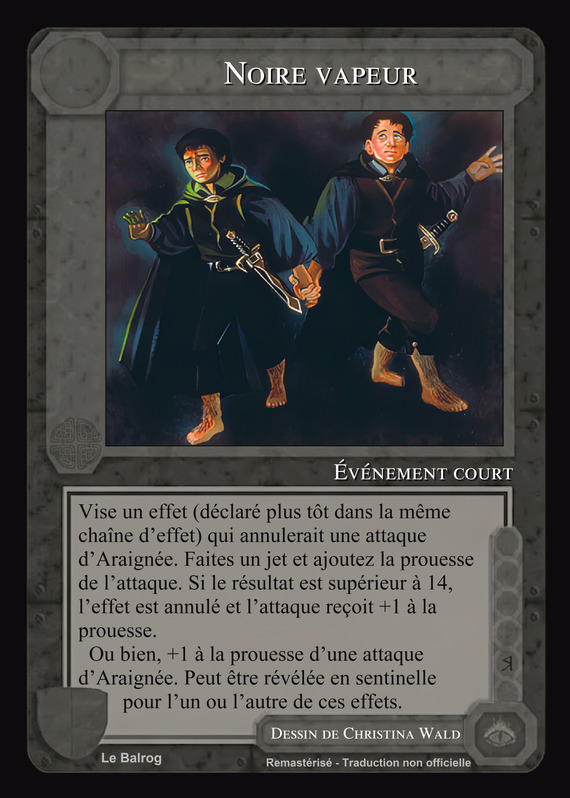 Noire vapeur
Événement court
Vise un effet (déclaré plus tôt dans la même
chaîne d'effet) qui annulerait une attaque
d'Araignée. Faites un jet et ajoutez la prouesse
de l'attaque. Si le résultat est supérieur à 14,
l'effet est annulé et l'attaque reçoit +1 à la
prouesse.
Ou bien, +1 à la prouesse d'une attaque
d'Araignée. Peut être révélée en sentinelle
pour l'un ou l'autre de ces effets.
Dessin de Christina Wald
Le Balrog
Remastérisé - Traduction non officielle